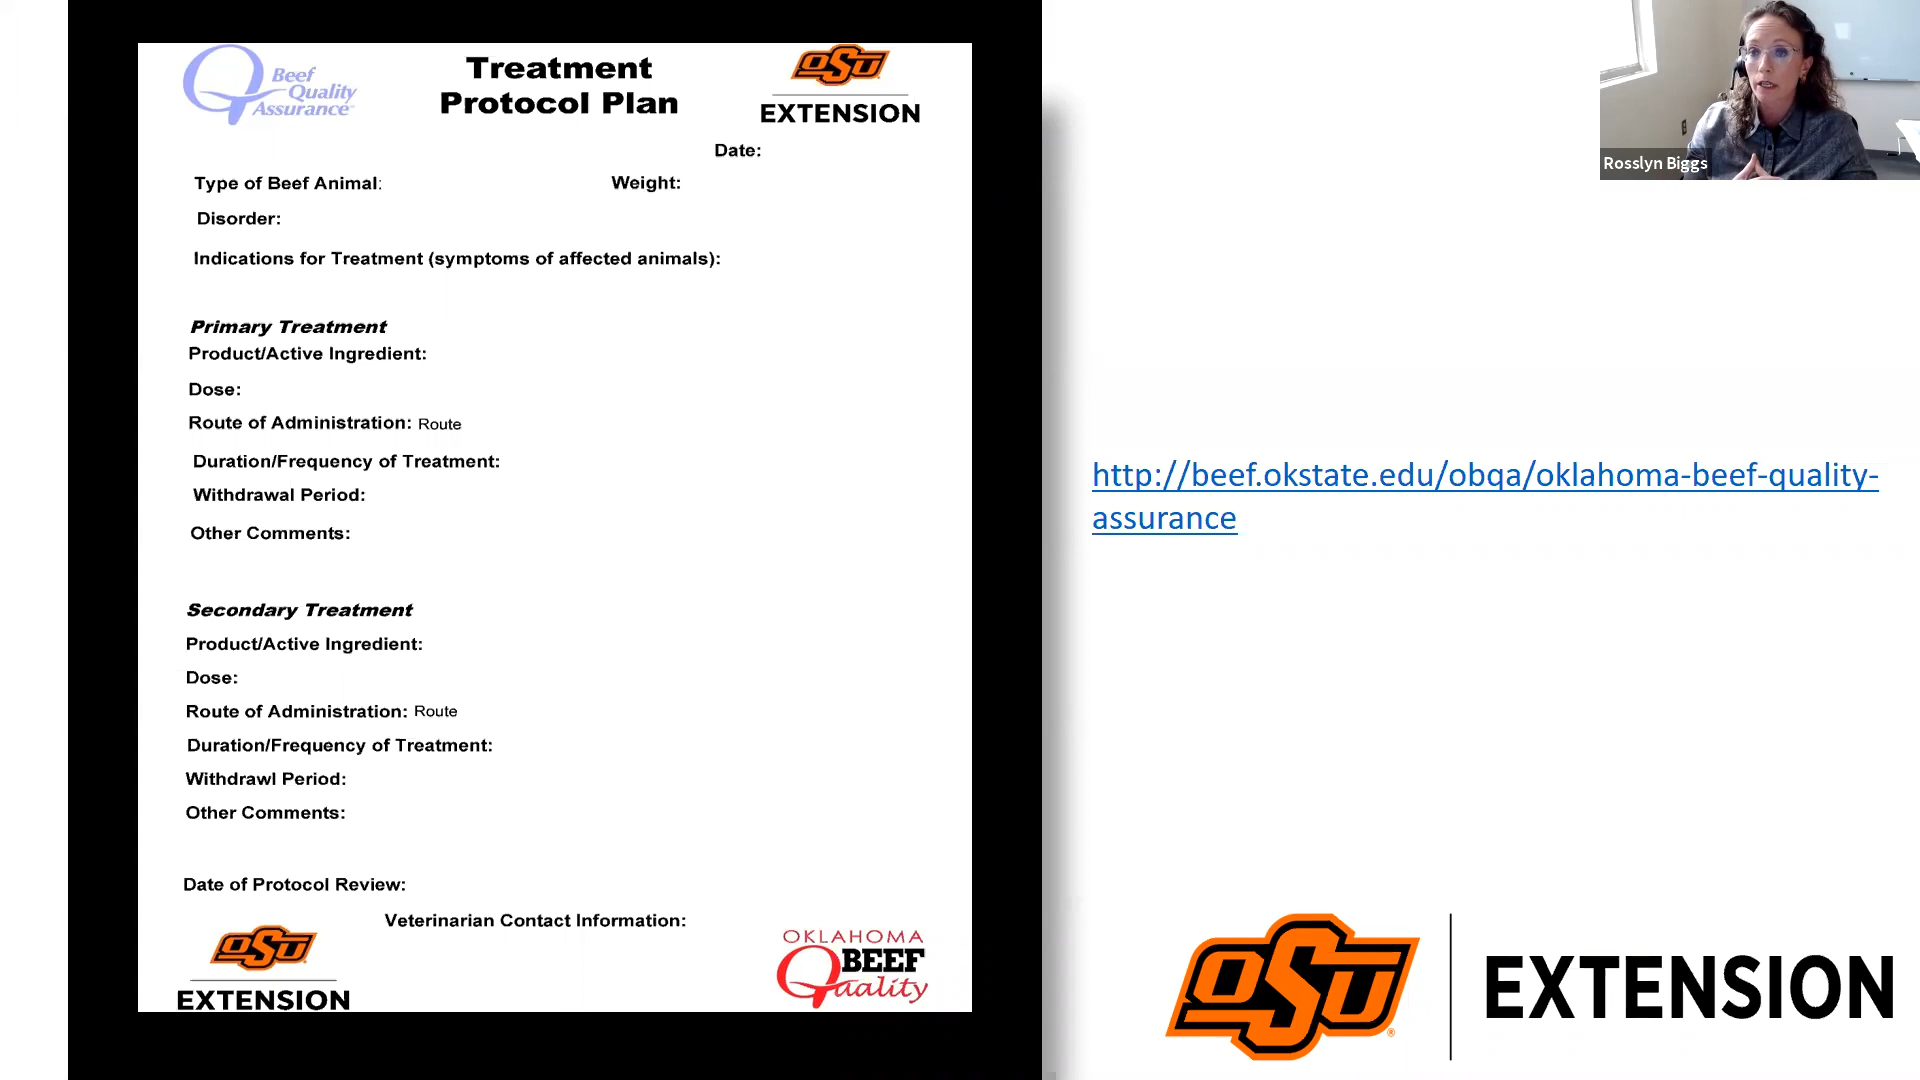 Beef
Quality
Assurance
Treatment
Protocol Plan
OSU
EXTENSION
Date:
Type of Beef Animal:
Weight:
Disorder:
Indications for Treatment (symptoms of affected animals):
Primary Treatment
Product/Active Ingredient:
Dose:
Route of Administration: Route
Duration/Frequency of Treatment:
Withdrawal Period:
Other Comments:
Secondary Treatment
Product/Active Ingredient:
Dose:
Route of Administration: Route
Duration/Frequency of Treatment:
Withdrawl Period:
Other Comments:
Date of Protocol Review:
Veterinarian Contact Information:
OSU
EXTENSION
OKLAHOMA
BEEF
Quality
Rosslyn Biggs
http://beef.okstate.edu/obqa/oklahoma-beef-quality-
assurance
OSU®
EXTENSION